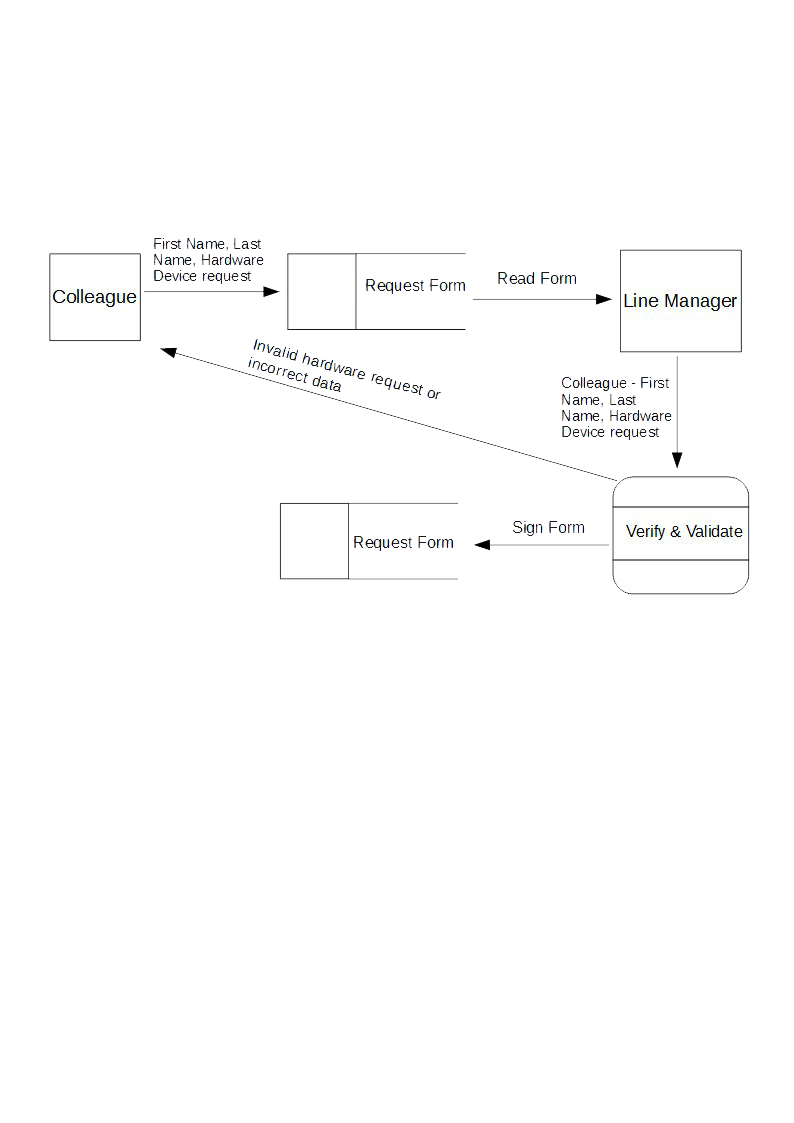 First Name, Last
Name, Hardware
Device request
Colleague
Request Form
Read Form
Line Manager
Invalid hardware request or
incorrect data
Colleague - First
Name, Last
Name, Hardware
Device request
Verify & Validate
Sign Form
Request Form